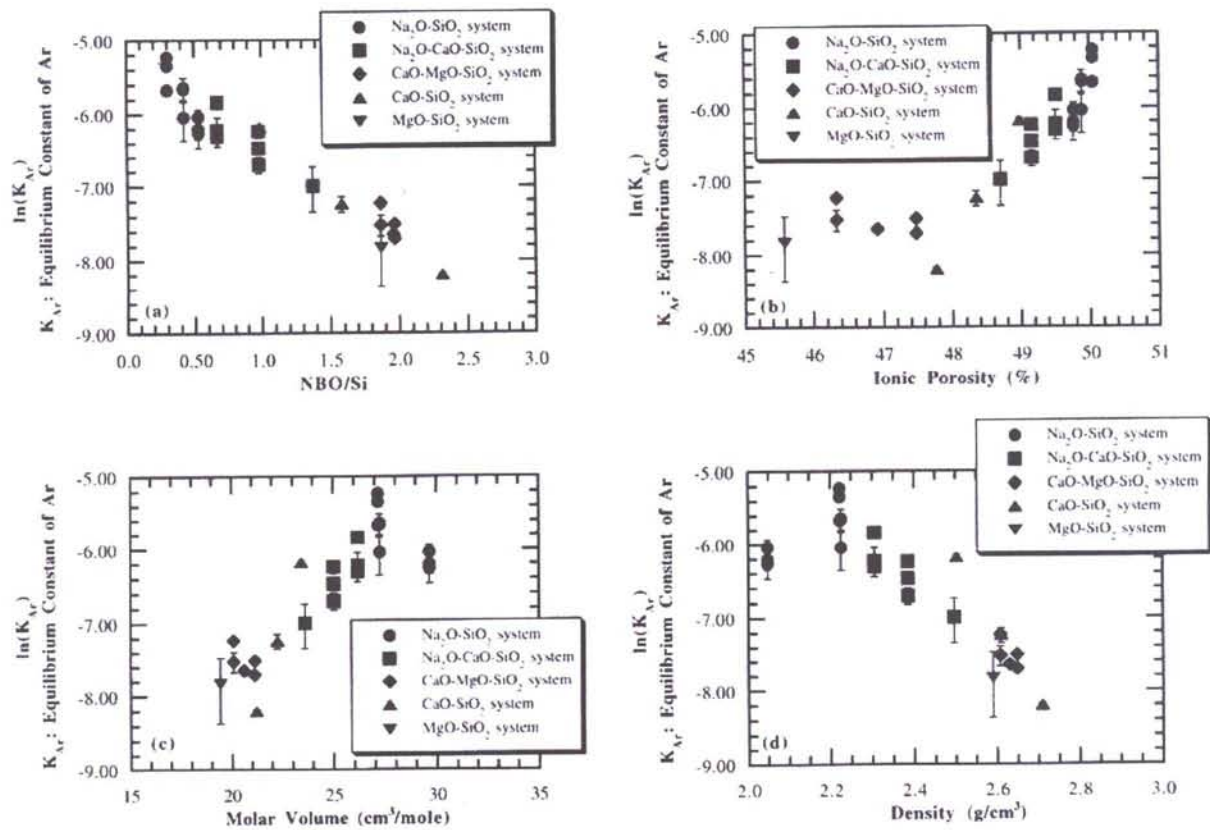 Na₂O-SiO₂ system
Na₂O-CaO-SiO₂ system
CaO-MgO-SiO₂ system
CaO-SiO₂ system
MgO-SiO₂ system
-5.00
-6.00
-7.00
-8.00
-9.00
ln(K_Ar)
K_Ar: Equilibrium Constant of Ar
(a)
0.0 0.50 1.0 1.5 2.0 2.5 3.0
NBO/Si
Na₂O-SiO₂ system
Na₂O-CaO-SiO₂ system
CaO-MgO-SiO₂ system
CaO-SiO₂ system
MgO-SiO₂ system
-5.00
-6.00
-7.00
-8.00
-9.00
ln(K_Ar)
K_Ar: Equilibrium Constant of Ar
(b)
45 46 47 48 49 50 51
Ionic Porosity (%)
-5.00
-6.00
-7.00
-8.00
-9.00
ln(K_Ar)
K_Ar: Equilibrium Constant of Ar
Na₂O-SiO₂ system
Na₂O-CaO-SiO₂ system
CaO-MgO-SiO₂ system
CaO-SiO₂ system
MgO-SiO₂ system
(c)
15 20 25 30 35
Molar Volume (cm³/mole)
Na₂O-SiO₂ system
Na₂O-CaO-SiO₂ system
CaO-MgO-SiO₂ system
CaO-SiO₂ system
MgO-SiO₂ system
-5.00
-6.00
-7.00
-8.00
-9.00
ln(K_Ar)
K_Ar: Equilibrium Constant of Ar
(d)
2.0 2.2 2.4 2.6 2.8 3.0
Density (g/cm³)